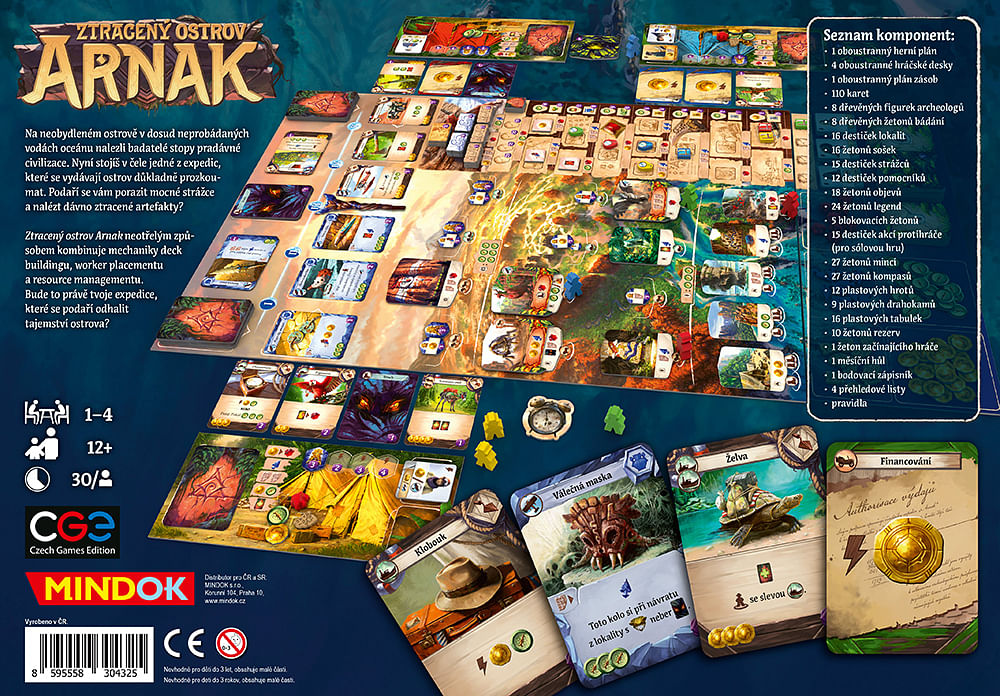 ZTRACENÝ OSTROV
ARNAK
Na neobydleném ostrově v dosud neprobádaných
vodách oceánu nalezli badatelé stopy pradávné
civilizace. Nyní stojíš v čele jedné z expedic,
které se vydávají ostrov důkladně prozkou-
mat. Podaří se vám porazit mocné strážce
a nalézt dávno ztracené artefakty?
Ztracený ostrov Arnak neotřelým způ-
sobem kombinuje mechaniky deck
buildingu, worker placementu
a resource managementu.
Bude to právě tvoje expedice,
které se podaří odhalit
tajemství ostrova?
1–4
12+
30/
CGE
Czech Games Edition
MINDOK
Distributor pro ČR a SR:
MINDOK s.r.o.,
Korunní 104, Praha 10,
www.mindok.cz
Vyrobeno v ČR.
8 595558 304325
CE
0-3
Nevhodné pro děti do 3 let, obsahuje malé části.
Nevhodné pre deti do 3 rokov, obsahuje malé časti.
Seznam komponent:
• 1 oboustranný herní plán
• 4 oboustranné hráčské desky
• 1 oboustranný plán zásob
• 110 karet
• 8 dřevěných figurek archeologů
• 8 dřevěných žetonů bádání
• 16 destiček lokalit
• 16 žetonů sošek
• 15 destiček strážců
• 12 destiček pomocníků
• 18 žetonů objevů
• 24 žetonů legend
• 5 blokovacích žetonů
• 15 destiček akcí protihráče
(pro sólovou hru)
• 27 žetonů mincí
• 27 žetonů kompasů
• 12 plastových hrotů
• 9 plastových drahokamů
• 16 plastových tabulek
• 10 žetonů rezerv
• 1 žeton začínajícího hráče
• 1 měsíční hůl
• 1 bodovací zápisník
• 4 přehledové listy
• pravidla
Klobouk
Válečná maska
Toto kolo si při návratu
z lokality s
neber
Želva
se slevou
Financování
Authorisace výdajů